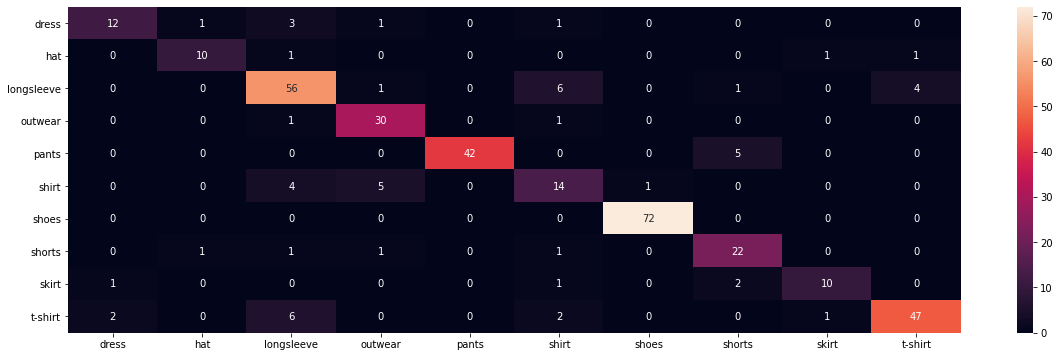 dress 12 1 3 1 0 1 0 0 0 0
hat 0 10 1 0 0 0 0 0 1 1
longsleeve 0 0 56 1 0 6 0 1 0 4
outwear 0 0 1 30 0 1 0 0 0 0
pants 0 0 0 0 42 0 0 5 0 0
shirt 0 0 4 5 0 14 1 0 0 0
shoes 0 0 0 0 0 0 72 0 0 0
shorts 0 1 1 1 0 1 0 22 0 0
skirt 1 0 0 0 0 1 0 2 10 0
t-shirt 2 0 6 0 0 2 0 0 1 47
dress hat longsleeve outwear pants shirt shoes shorts skirt t-shirt
70
60
50
40
30
20
10
0